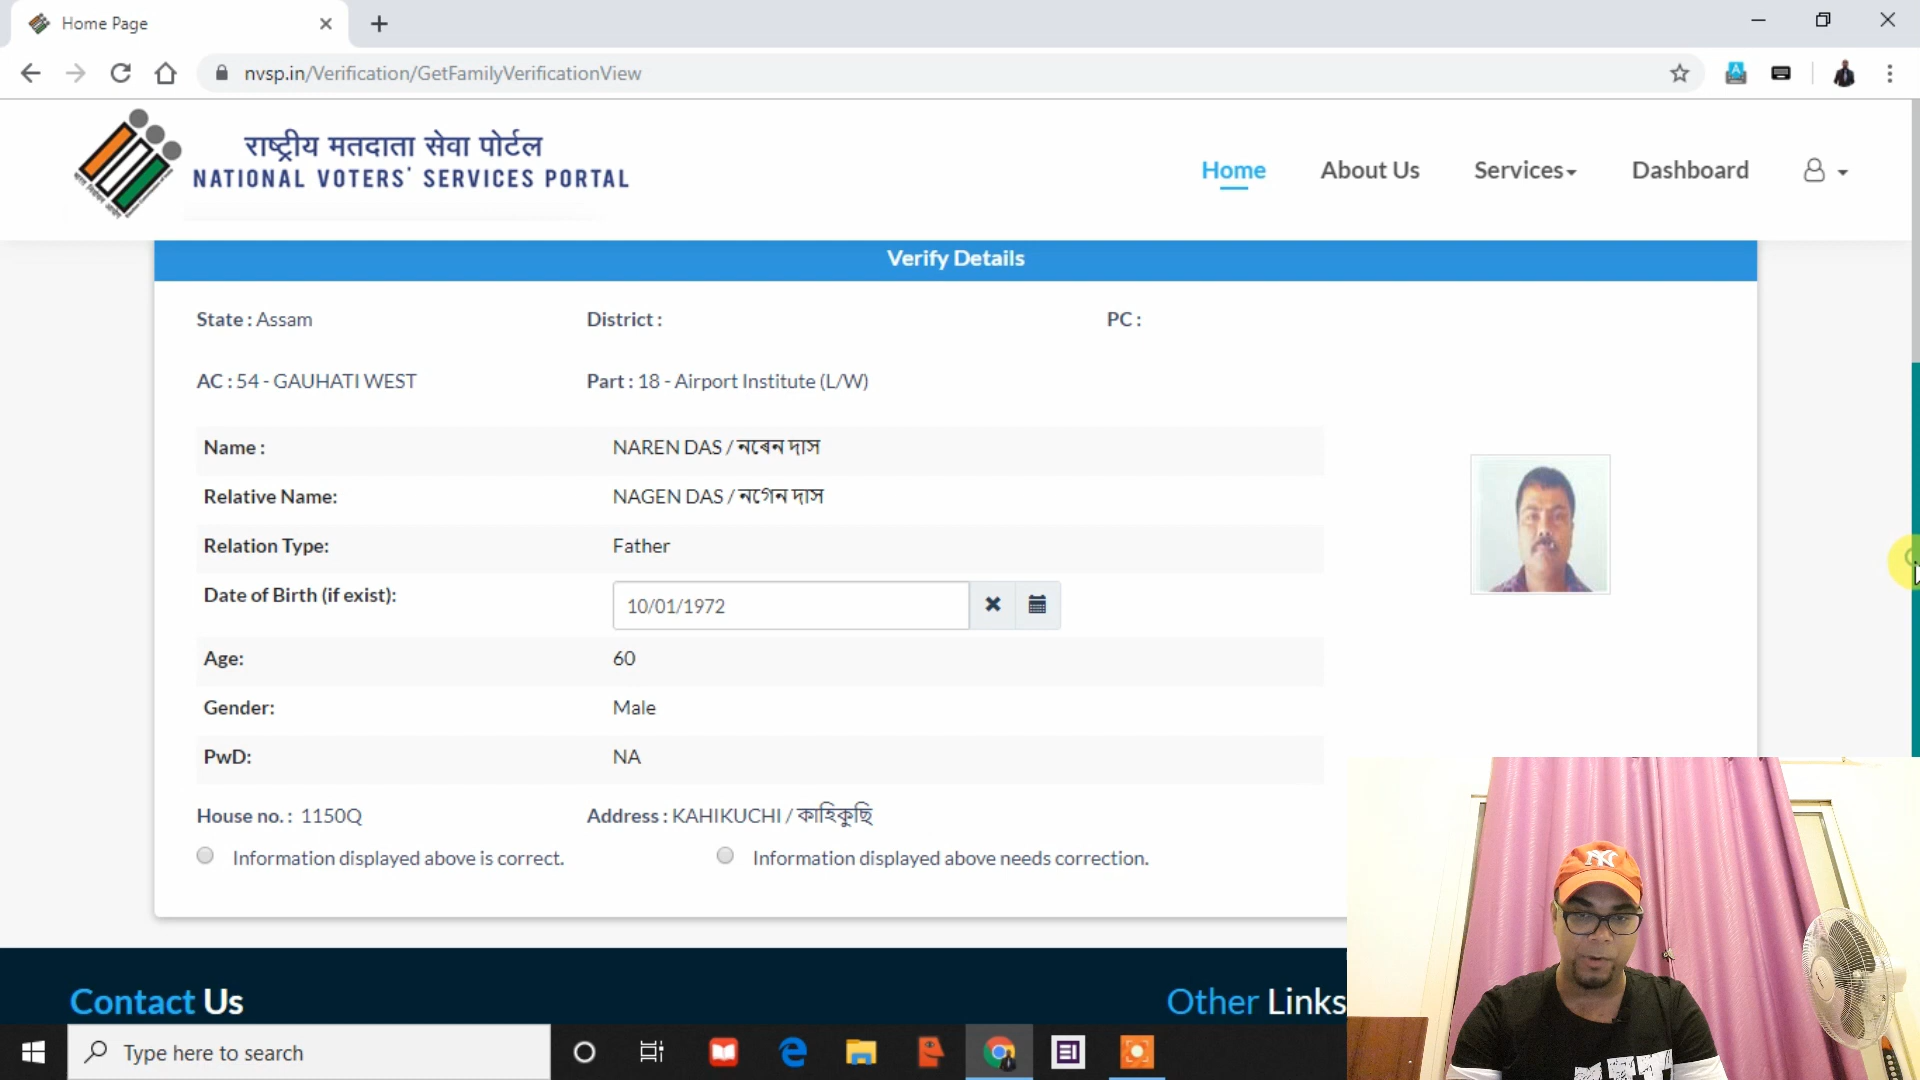 Home Page
nvsp.in/Verification/GetFamilyVerificationView
राष्ट्रीय मतदाता सेवा पोर्टल
NATIONAL VOTERS' SERVICES PORTAL
Home About Us Services Dashboard
Verify Details
State : Assam District : PC :
AC : 54 - GAUHATI WEST Part : 18 - Airport Institute (L/W)
Name : NAREN DAS / নৰেন দাস
Relative Name: NAGEN DAS / নগেন দাস
Relation Type: Father
Date of Birth (if exist): 10/01/1972
Age: 60
Gender: Male
PwD: NA
House no. : 1150Q Address : KAHIKUCHI / কাহিকুছি
Information displayed above is correct. Information displayed above needs correction.
Contact Us Other Links
Type here to search